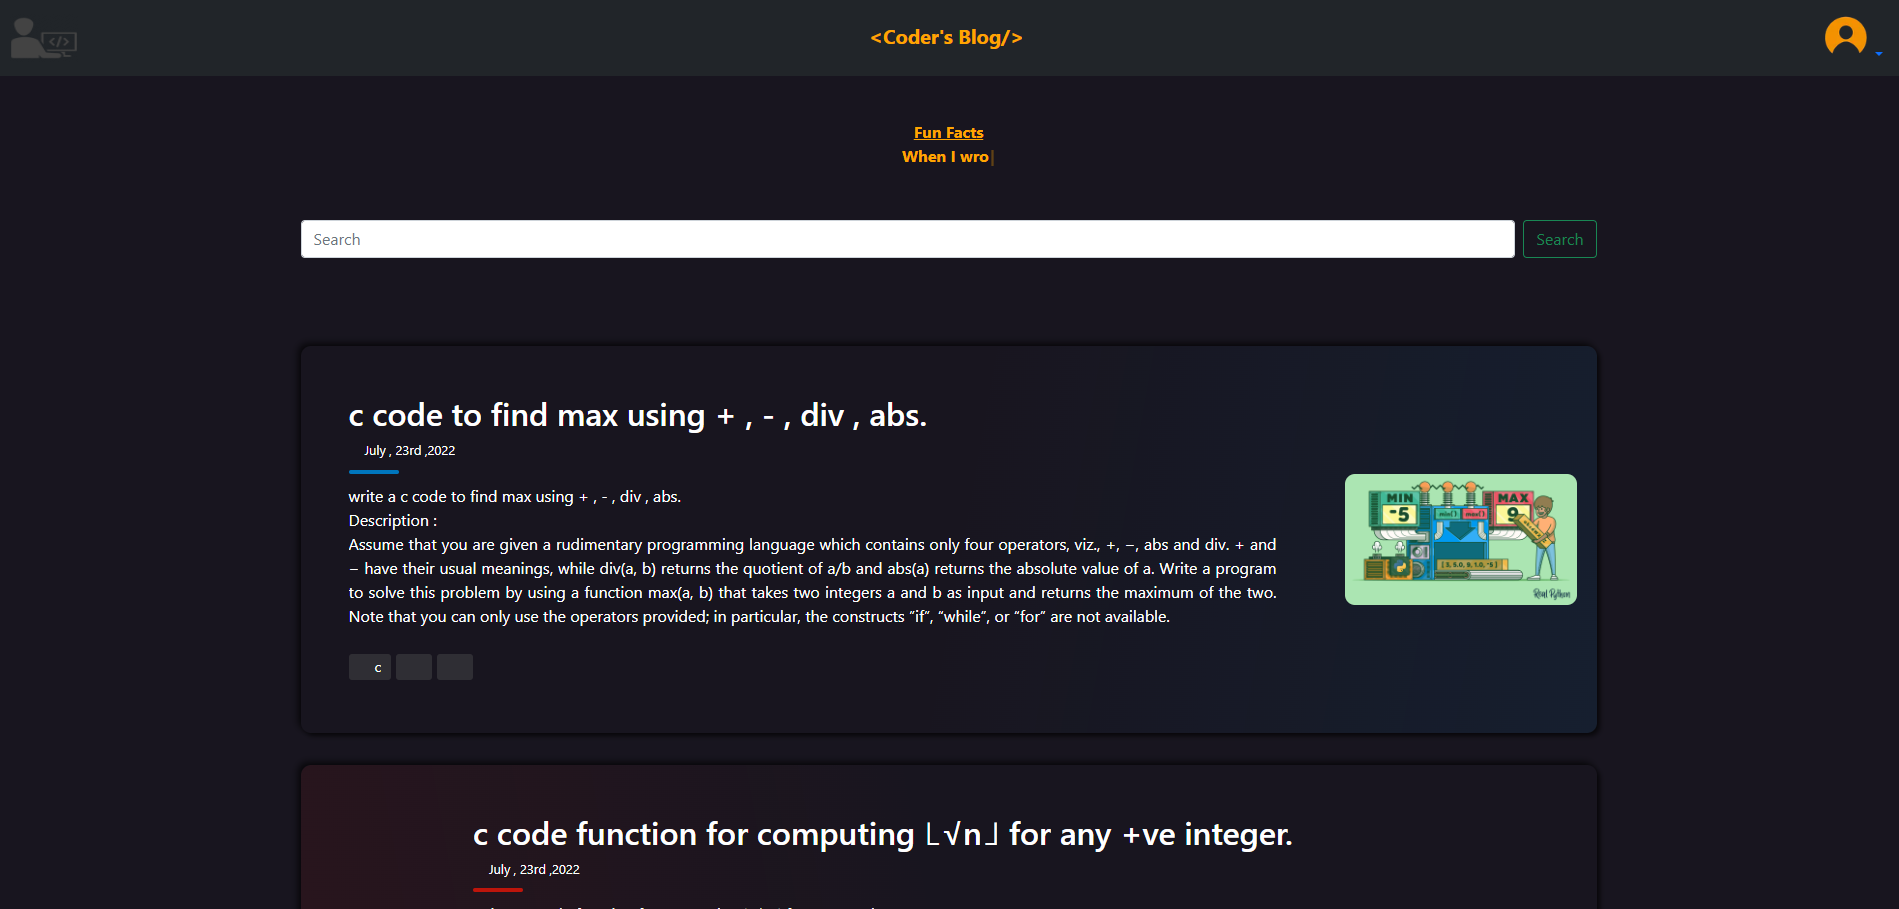 </>
<Coder's Blog/>
Fun Facts
When I wro
Search
Search
c code to find max using + , - , div , abs.
July , 23rd ,2022
write a c code to find max using + , - , div , abs.
Description :
Assume that you are given a rudimentary programming language which contains only four operators, viz., +, −, abs and div. + and
− have their usual meanings, while div(a, b) returns the quotient of a/b and abs(a) returns the absolute value of a. Write a program
to solve this problem by using a function max(a, b) that takes two integers a and b as input and returns the maximum of the two.
Note that you can only use the operators provided; in particular, the constructs “if”, “while”, or “for” are not available.
MIN
MAX
-5
min()
max()
9
[ 3, 5.0, 9, 1.0, -5 ]
Real Python
c
c code function for computing ⌊√n⌋ for any +ve integer.
July , 23rd ,2022